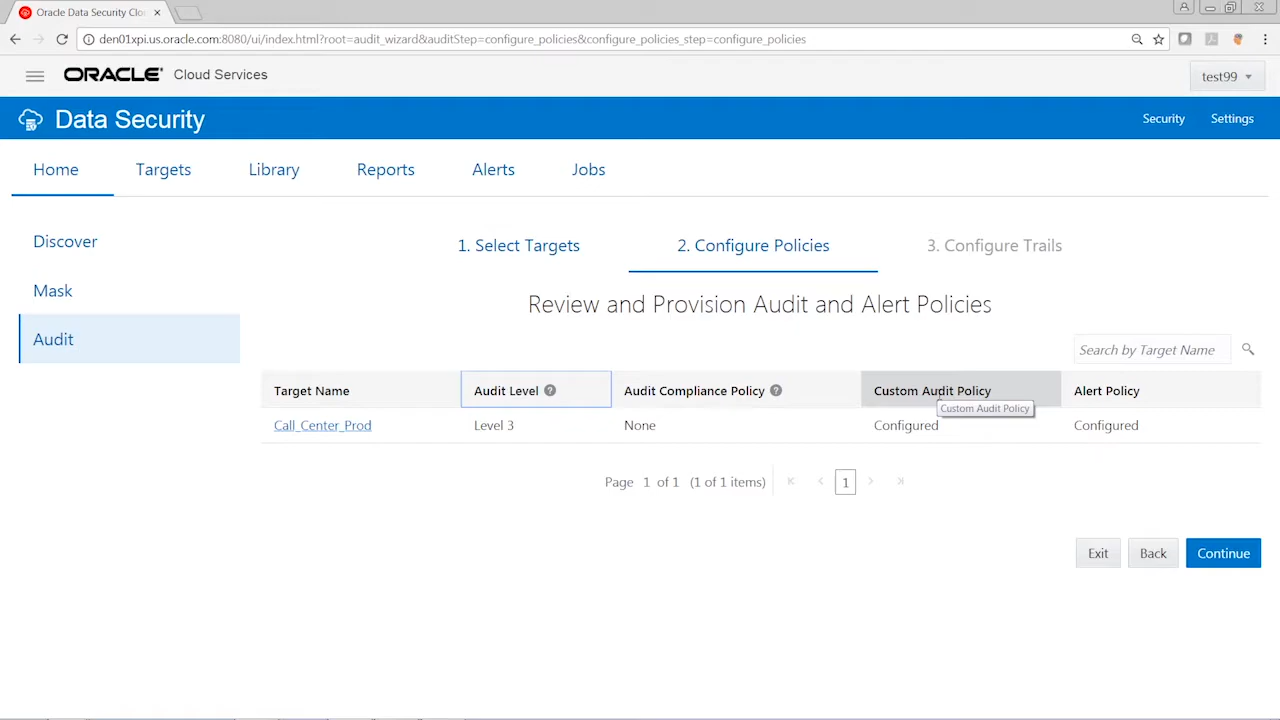 Oracle Data Security Clo
den01xpi.us.oracle.com:8080/ui/index.html?root=audit_wizard&auditStep=configure_policies&configure_policies_step=configure_policies
ORACLE Cloud Services
test99
Data Security
Security
Settings
Home
Targets
Library
Reports
Alerts
Jobs
Discover
Mask
Audit
1. Select Targets
2. Configure Policies
3. Configure Trails
Review and Provision Audit and Alert Policies
Search by Target Name
Target Name
Audit Level ?
Audit Compliance Policy ?
Custom Audit Policy
Alert Policy
Custom Audit Policy
Call_Center_Prod
Level 3
None
Configured
Configured
Page 1 of 1 (1 of 1 items)
1
Exit
Back
Continue